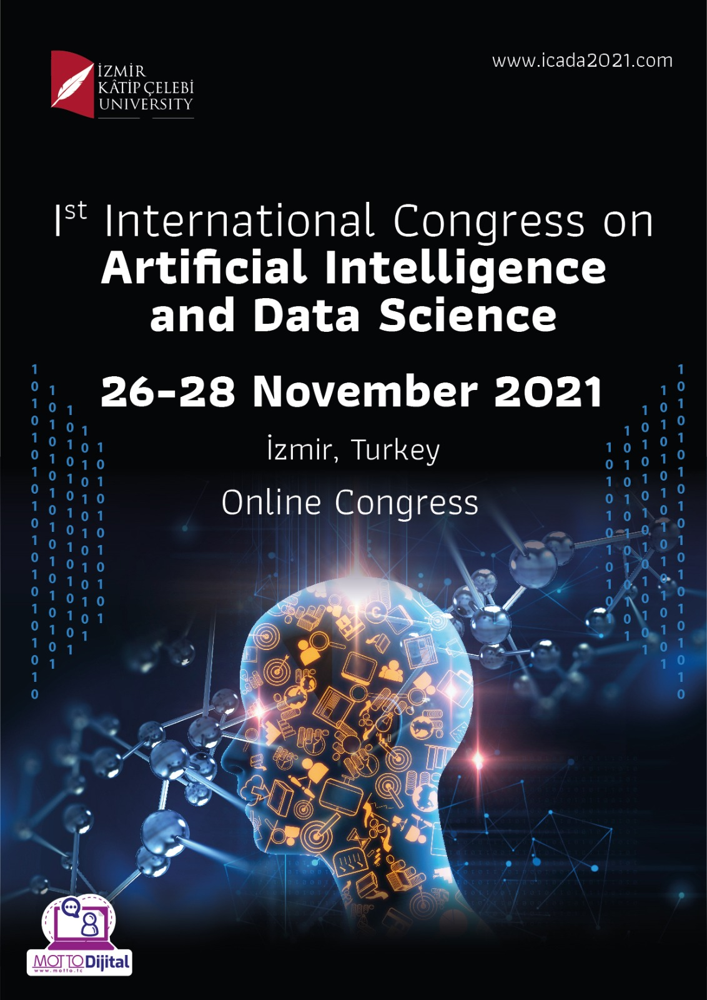 İZMİR
KÂTİP ÇELEBİ
UNIVERSITY
www.icada2021.com
Ist International Congress on
Artificial Intelligence
and Data Science
26-28 November 2021
İzmir, Turkey
Online Congress
MOTTO Dijital
www.motto.tc